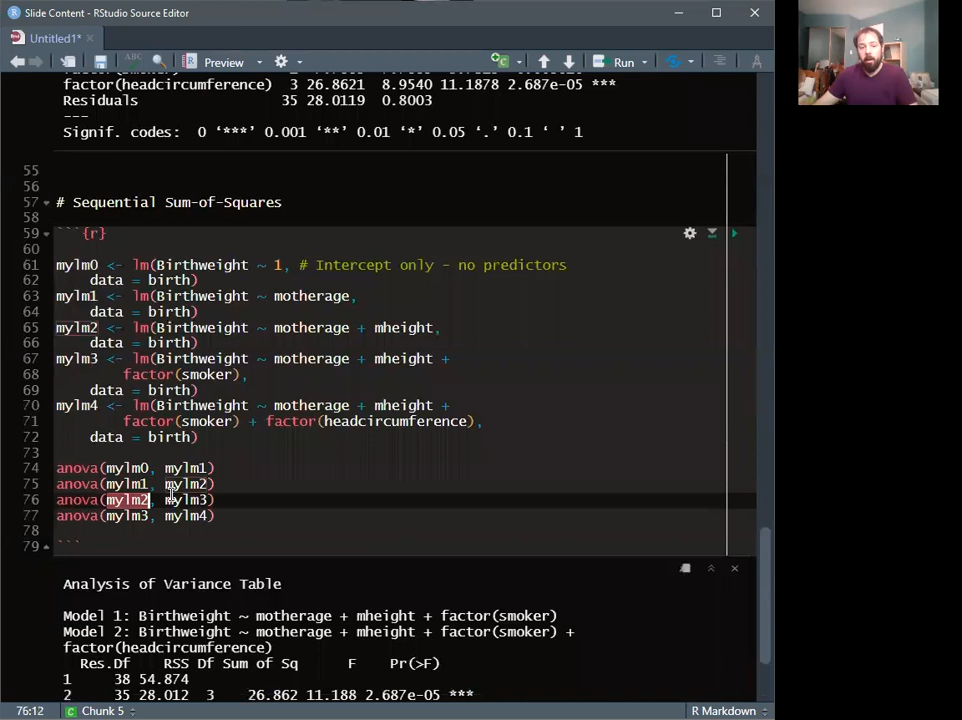 Slide Content - RStudio Source Editor
Untitled1*
ABC
Preview
Run
factor(headcircumference)  3 26.8621   8.9540 11.1878 2.687e-05 ***
Residuals                 35 28.0119   0.8003
---
Signif. codes:  0 ‘***’ 0.001 ‘**’ 0.01 ‘*’ 0.05 ‘.’ 0.1 ‘ ’ 1
55
56
57 # Sequential Sum-of-Squares
58
59 ```{r}
60
61 mylm0 <- lm(Birthweight ~ 1, # Intercept only - no predictors
62     data = birth)
63 mylm1 <- lm(Birthweight ~ motherage,
64     data = birth)
65 mylm2 <- lm(Birthweight ~ motherage + mheight,
66     data = birth)
67 mylm3 <- lm(Birthweight ~ motherage + mheight +
68         factor(smoker),
69     data = birth)
70 mylm4 <- lm(Birthweight ~ motherage + mheight +
71         factor(smoker) + factor(headcircumference),
72     data = birth)
73
74 anova(mylm0, mylm1)
75 anova(mylm1, mylm2)
76 anova(mylm2, mylm3)
77 anova(mylm3, mylm4)
78
79 ```
Analysis of Variance Table
Model 1: Birthweight ~ motherage + mheight + factor(smoker)
Model 2: Birthweight ~ motherage + mheight + factor(smoker) +
factor(headcircumference)
  Res.Df    RSS Df Sum of Sq      F    Pr(>F)
1     38 54.874
2     35 28.012  3    26.862 11.188 2.687e-05 ***
76:12
Chunk 5
R Markdown